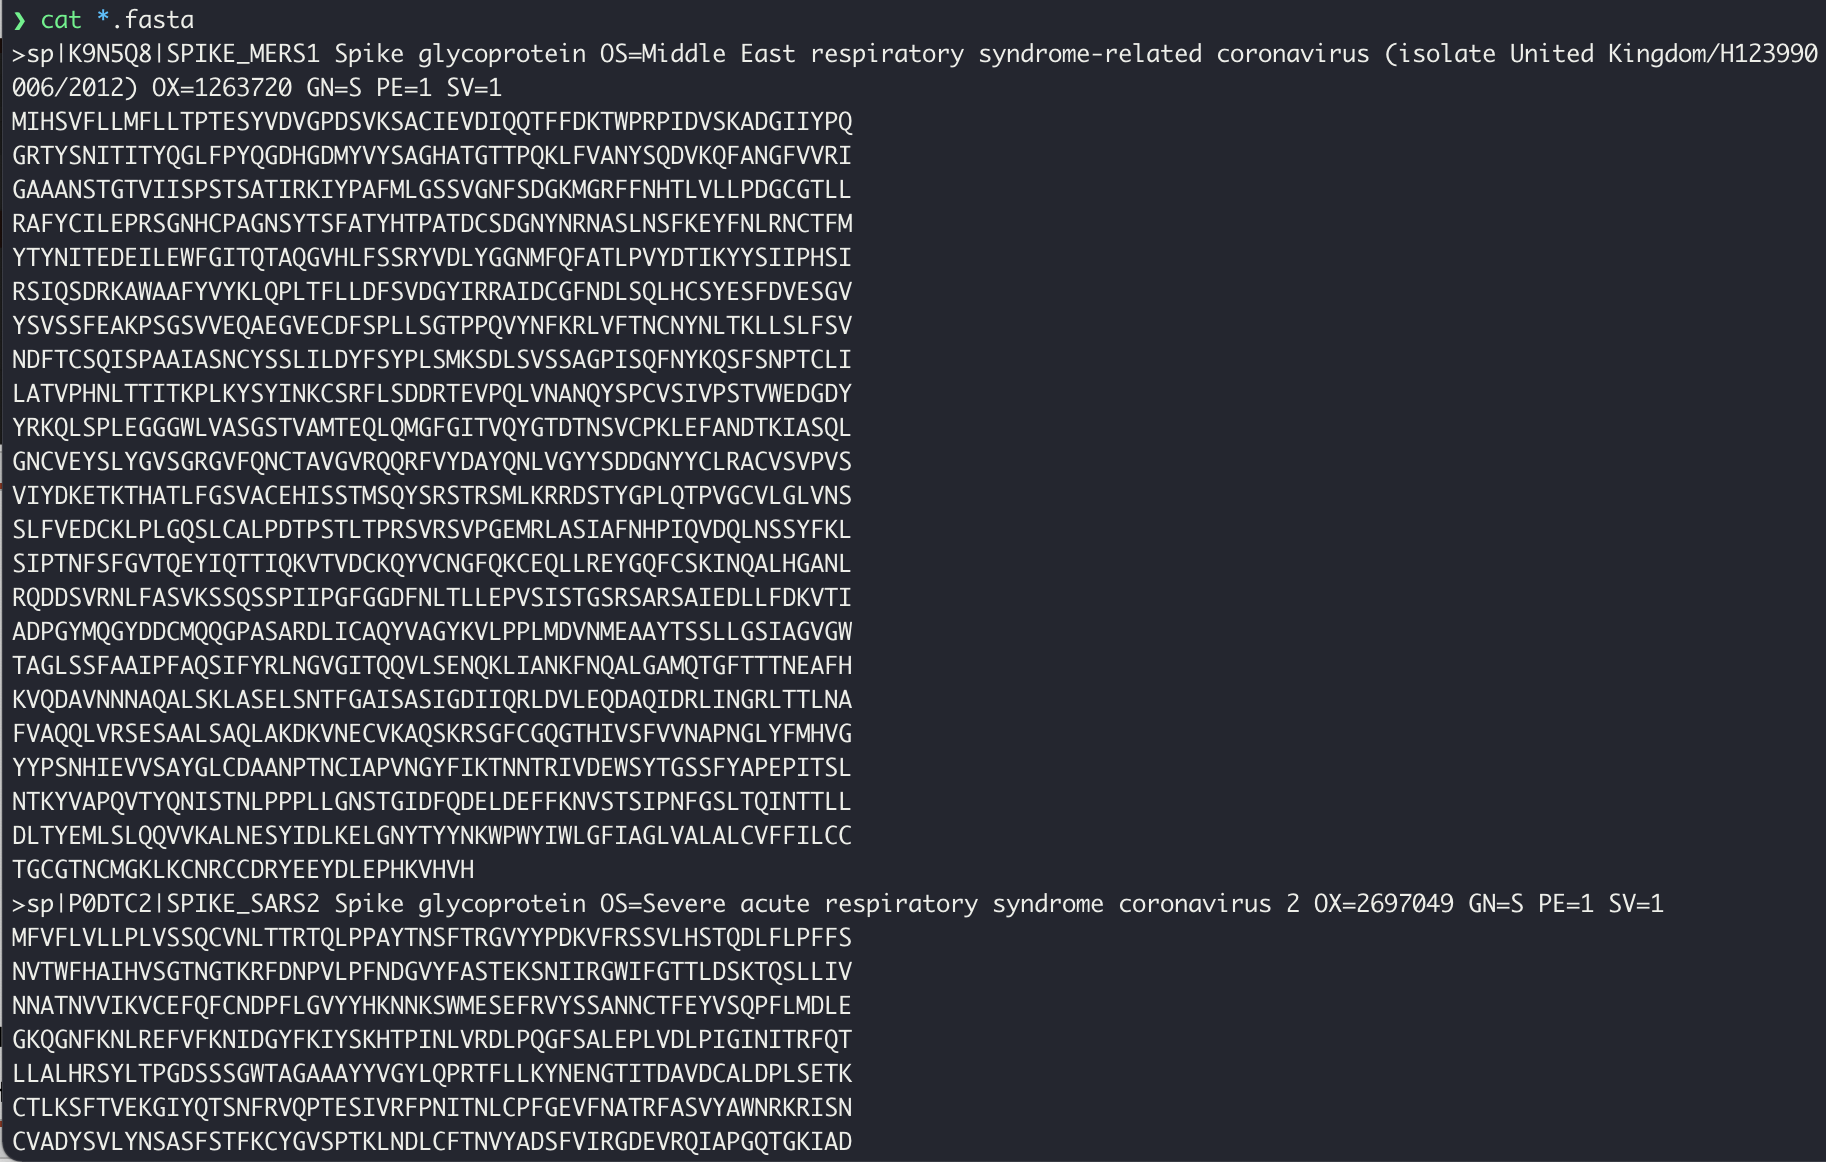 ❯ cat *.fasta
>sp|K9N5Q8|SPIKE_MERS1 Spike glycoprotein OS=Middle East respiratory syndrome-related coronavirus (isolate United Kingdom/H123990
006/2012) OX=1263720 GN=S PE=1 SV=1
MIHSVFLLMFLLTPTESYVDVGPDSVKSACIEVDIQQTFFDKTWPRPIDVSKADGIIYPQ
GRTYSNITITYQGLFPYQGDHGDMYVYSAGHATGTTPQKLFVANYSQDVKQFANGFVVRI
GAAANSTGTVIISPSTSATIRKIYPAFMLGSSVGNFSDGKMGRFFNHTLVLLPDGCGTLL
RAFYCILEPRSGNHCPAGNSYTSFATYHTPATDCSDGNYNRNASLNSFKEYFNLRNCTFM
YTYNITEDEILEWFGITQTAQGVHLFSSRYVDLYGGNMFQFATLPVYDTIKYYSIIPHSI
RSIQSDRKAWAAFYVYKLQPLTFLLDFSVDGYIRRAIDCGFNDLSQLHCSYESFDVESGV
YSVSSFEAKPSGSVVEQAEGVECDFSPLLSGTPPQVYNFKRLVFTNCNYNLTKLLSLFSV
NDFTCSQISPAAIASNCYSSLILDYFSYPLSMKSDLSVSSAGPISQFNYKQSFSNPTCLI
LATVPHNLTTITKPLKYSYINKCSRFLSDDRTEVPQLVNANQYSPCVSIVPSTVWEDGDY
YRKQLSPLEGGGWLVASGSTVAMTEQLQMGFGITVQYGTDTNSVCPKLEFANDTKIASQL
GNCVEYSLYGVSGRGVFQNCTAVGVRQQRFVYDAYQNLVGYYSDDGNYYCLRACVSVPVS
VIYDKETKTHATLFGSVACEHISSTMSQYSRSTRSMLKRRDSTYGPLQTPVGCVLGLVNS
SLFVEDCKLPLGQSLCALPDTPSTLTPRSVRSVPGEMRLASIAFNHPIQVDQLNSSYFKL
SIPTNFSFGVTQEYIQTTIQKVTVDCKQYVCNGFQKCEQLLREYGQFCSKINQALHGANL
RQDDSVRNLFASVKSSQSSPIIPGFGGDFNLTLLEPVSISTGSRSARSAIEDLLFDKVTI
ADPGYMQGYDDCMQQGPASARDLICAQYVAGYKVLPPLMDVNMEAAYTSSLLGSIAGVGW
TAGLSSFAAIPFAQSIFYRLNGVGITQQVLSENQKLIANKFNQALGAMQTGFTTTNEAFH
KVQDAVNNNAQALSKLASELSNTFGAISASIGDIIQRLDVLEQDAQIDRLINGRLTTLNA
FVAQQLVRSESAALSAQLAKDKVNECVKAQSKRSGFCGQGTHIVSFVVNAPNGLYFMHVG
YYPSNHIEVVSAYGLCDAANPTNCIAPVNGYFIKTNNTRIVDEWSYTGSSFYAPEPITSL
NTKYVAPQVTYQNISTNLPPPLLGNSTGIDFQDELDEFFKNVSTSIPNFGSLTQINTTLL
DLTYEMLSLQQVVKALNESYIDLKELGNYTYYNKWPWYIWLGFIAGLVALALCVFFILCC
TGCGTNCMGKLKCNRCCDRYEEYDLEPHKVHVH
>sp|P0DTC2|SPIKE_SARS2 Spike glycoprotein OS=Severe acute respiratory syndrome coronavirus 2 OX=2697049 GN=S PE=1 SV=1
MFVFLVLLPLVSSQCVNLTTRTQLPPAYTNSFTRGVYYPDKVFRSSVLHSTQDLFLPFFS
NVTWFHAIHVSGTNGTKRFDNPVLPFNDGVYFASTEKSNIIRGWIFGTTLDSKTQSLLIV
NNATNVVIKVCEFQFCNDPFLGVYYHKNNKSWMESEFRVYSSANNCTFEYVSQPFLMDLE
GKQGNFKNLREFVFKNIDGYFKIYSKHTPINLVRDLPQGFSALEPLVDLPIGINITRFQT
LLALHRSYLTPGDSSSGWTAGAAAYYVGYLQPRTFLLKYNENGTITDAVDCALDPLSETK
CTLKSFTVEKGIYQTSNFRVQPTESIVRFPNITNLCPFGEVFNATRFASVYAWNRKRISN
CVADYSVLYNSASFSTFKCYGVSPTKLNDLCFTNVYADSFVIRGDEVRQIAPGQTGKIAD